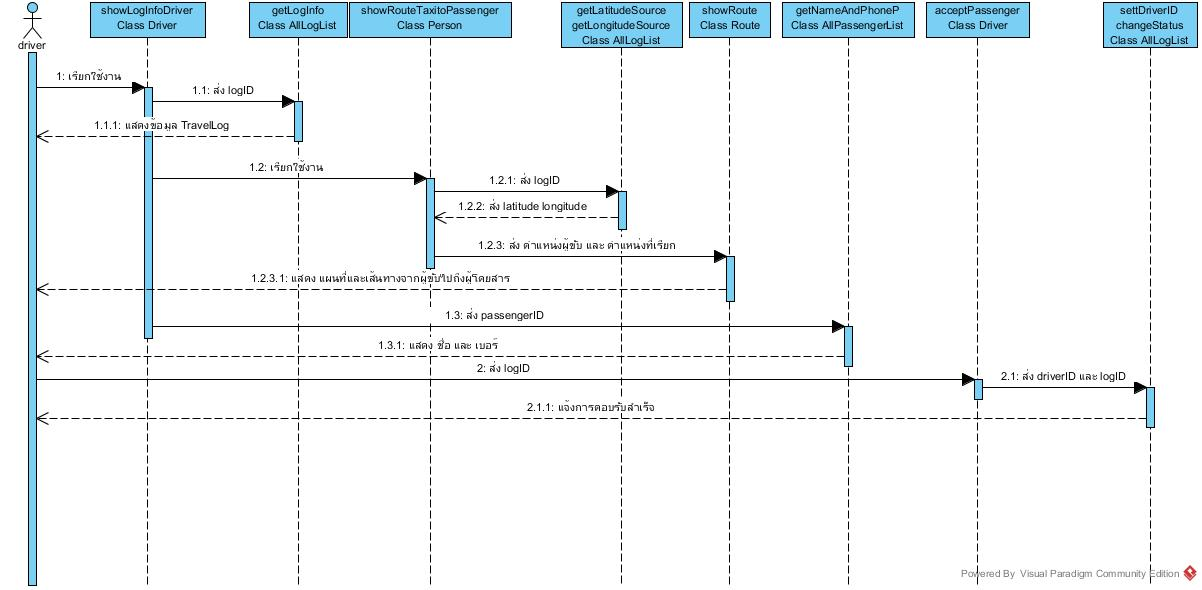 showLogInfoDriver
Class Driver
getLogInfo
Class AllLogList
showRouteTaxitoPassenger
Class Person
getLatitudeSource
getLongitudeSource
Class AllLogList
showRoute
Class Route
getNameAndPhoneP
Class AllPassengerList
acceptPassenger
Class Driver
settDriverID
changeStatus
Class AllLogList
driver
1: เรียกใช้งาน
1.1: ส่ง logID
1.1.1: แสดงข้อมูล TravelLog
1.2: เรียกใช้งาน
1.2.1: ส่ง logID
1.2.2: ส่ง latitude longitude
1.2.3: ส่ง ตำแหน่งผู้ขับ และ ตำแหน่งที่เรียก
1.2.3.1: แสดง แผนที่และเส้นทางจากผู้ขับไปถึงผู้โดยสาร
1.3: ส่ง passengerID
1.3.1: แสดง ชื่อ และ เบอร์
2: ส่ง logID
2.1: ส่ง driverID และ logID
2.1.1: แจ้งการตอบรับสำเร็จ
Powered By Visual Paradigm Community Edition